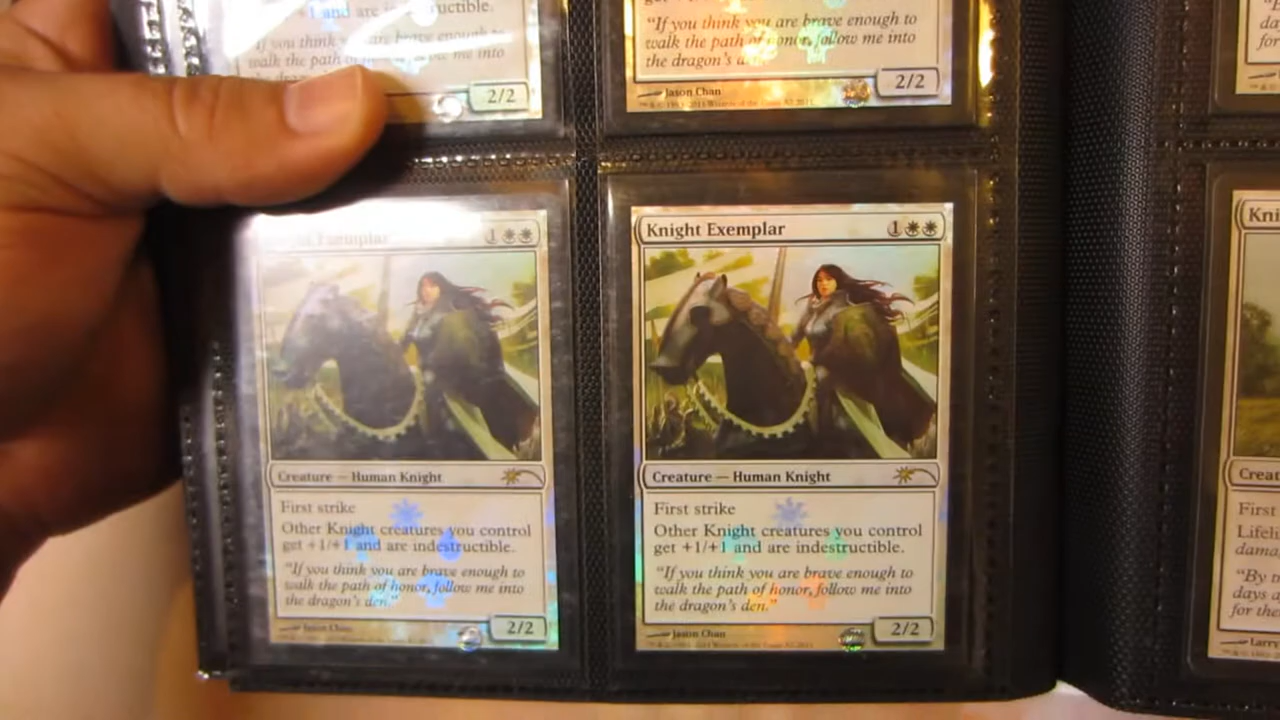 +1 and are indestructible.
"If you think you are brave enough to
walk the path of honor, follow me into
the dragon's
2/2
"If you think you are brave enough to
walk the path of honor, follow me into
the dragon's
Jason Chan
2/2
Exemplar
1
Creature — Human Knight
First strike
Other Knight creatures you control
get +1/+1 and are indestructible.
"If you think you are brave enough to
walk the path of honor, follow me into
the dragon's den."
Jason Chan
2/2
Knight Exemplar
1
Creature — Human Knight
First strike
Other Knight creatures you control
get +1/+1 and are indestructible.
"If you think you are brave enough to
walk the path of honor, follow me into
the dragon's den."
Jason Chan
2/2
Kni
Creat
First
Lifeli
dama
"By
days a
for the